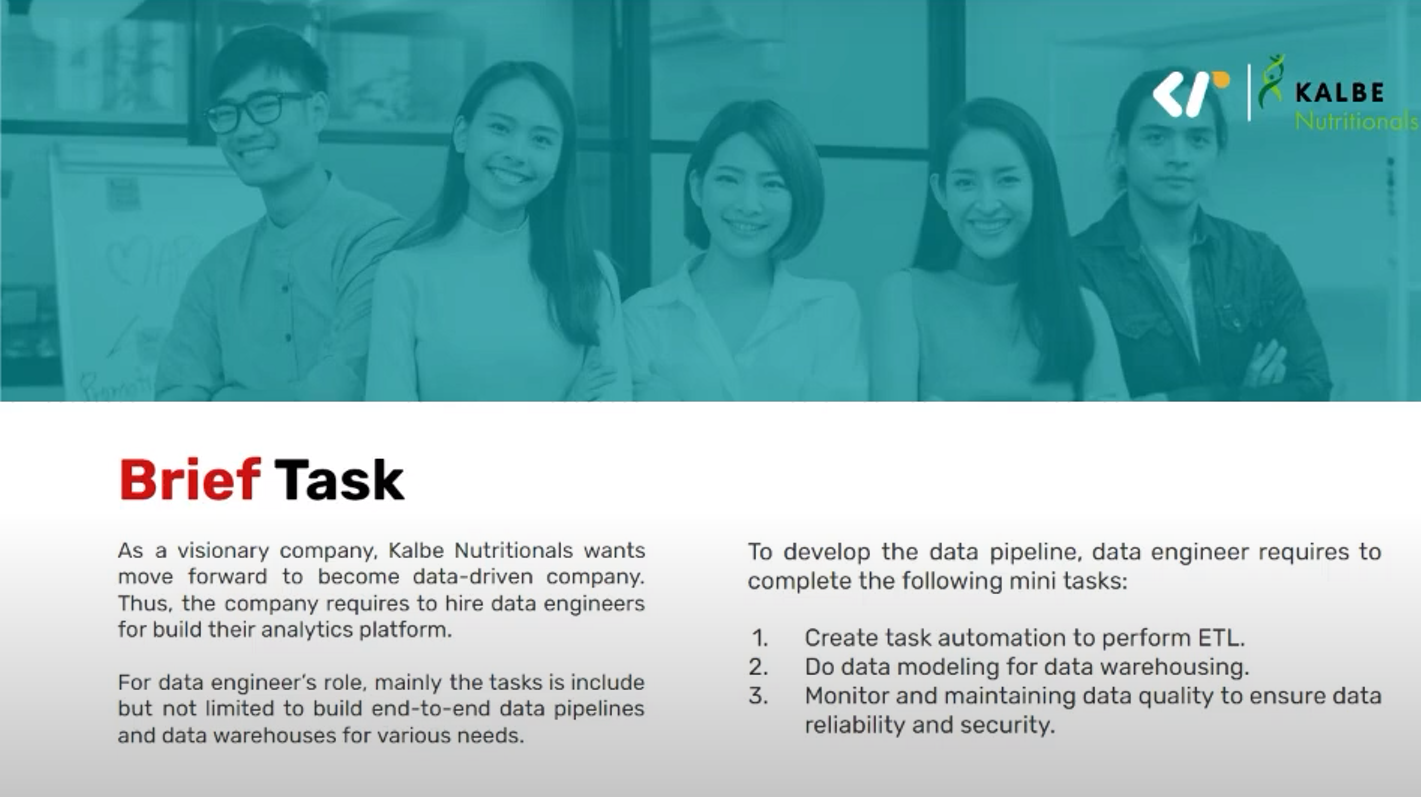 KALBE
Nutritionals
Brief Task
As a visionary company, Kalbe Nutritionals wants
move forward to become data-driven company.
Thus, the company requires to hire data engineers
for build their analytics platform.
For data engineer's role, mainly the tasks is include
but not limited to build end-to-end data pipelines
and data warehouses for various needs.
To develop the data pipeline, data engineer requires to
complete the following mini tasks:
1. Create task automation to perform ETL.
2. Do data modeling for data warehousing.
3. Monitor and maintaining data quality to ensure data
reliability and security.